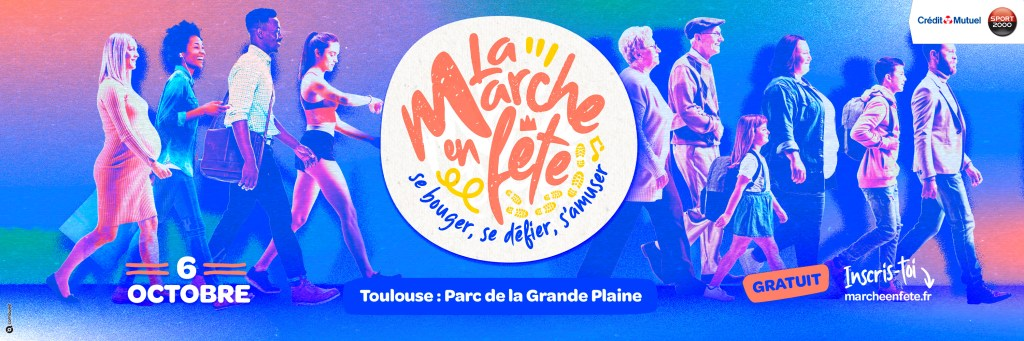 Crédit Mutuel
SPORT
2000
La
Marche
en fête
se bouger, se défier, s'amuser
6
OCTOBRE
Toulouse : Parc de la Grande Plaine
GRATUIT
Inscris-toi
marcheenfete.fr